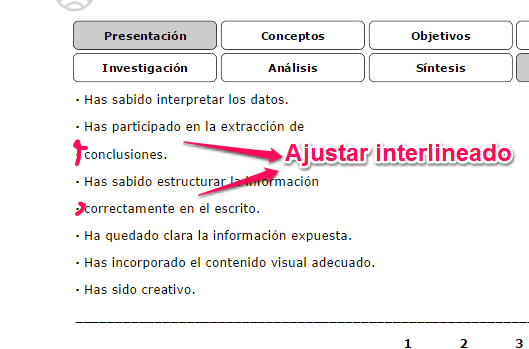 Presentación Conceptos Objetivos
Investigación Análisis Síntesis
· Has sabido interpretar los datos.
· Has participado en la extracción de
· conclusiones.
Ajustar interlineado
· Has sabido estructurar la información
· correctamente en el escrito.
· Ha quedado clara la información expuesta.
· Has incorporado el contenido visual adecuado.
· Has sido creativo.
1 2 3